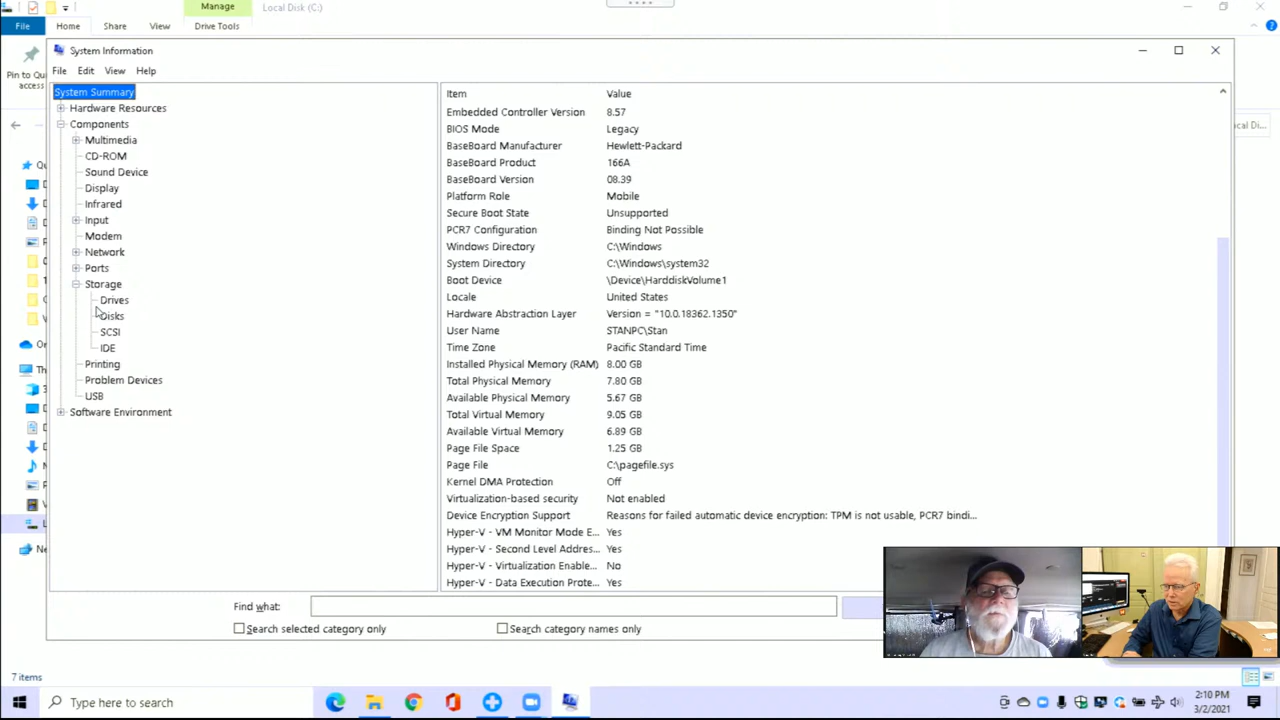 Manage
Local Disk (C:)
File
Home
Share
View
Drive Tools
Pin to Qu
access
System Information
File
Edit
View
Help
System Summary
Hardware Resources
Components
Multimedia
CD-ROM
Sound Device
Display
Infrared
Input
Modem
Network
Ports
Storage
Drives
Disks
SCSI
IDE
Printing
Problem Devices
USB
Software Environment
Item Value
Embedded Controller Version 8.57
BIOS Mode Legacy
BaseBoard Manufacturer Hewlett-Packard
BaseBoard Product 166A
BaseBoard Version 08.39
Platform Role Mobile
Secure Boot State Unsupported
PCR7 Configuration Binding Not Possible
Windows Directory C:\Windows
System Directory C:\Windows\system32
Boot Device \Device\HarddiskVolume1
Locale United States
Hardware Abstraction Layer Version = "10.0.18362.1350"
User Name STANPC\Stan
Time Zone Pacific Standard Time
Installed Physical Memory (RAM) 8.00 GB
Total Physical Memory 7.80 GB
Available Physical Memory 5.67 GB
Total Virtual Memory 9.05 GB
Available Virtual Memory 6.89 GB
Page File Space 1.25 GB
Page File C:\pagefile.sys
Kernel DMA Protection Off
Virtualization-based security Not enabled
Device Encryption Support Reasons for failed automatic device encryption: TPM is not usable, PCR7 bindi...
Hyper-V - VM Monitor Mode E... Yes
Hyper-V - Second Level Addres... Yes
Hyper-V - Virtualization Enable... No
Hyper-V - Data Execution Prote... Yes
Find what:
Search selected category only
Search category names only
7 items
Type here to search
2:10 PM
3/2/2021